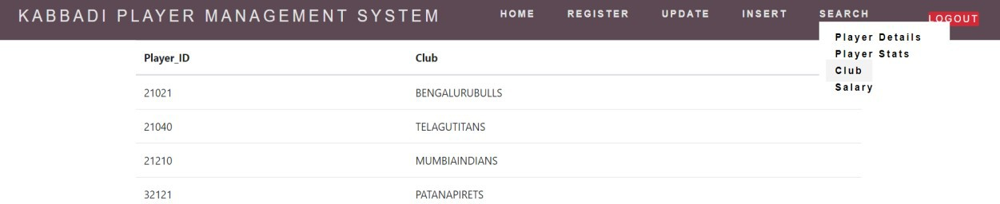 KABBADI PLAYER MANAGEMENT SYSTEM HOME REGISTER UPDATE INSERT SEARCH LOGOUT
Player Details
Player Stats
Club
Salary
Player_ID Club
21021 BENGALURUBULLS
21040 TELAGUTITANS
21210 MUMBIAINDIANS
32121 PATANAPIRETS